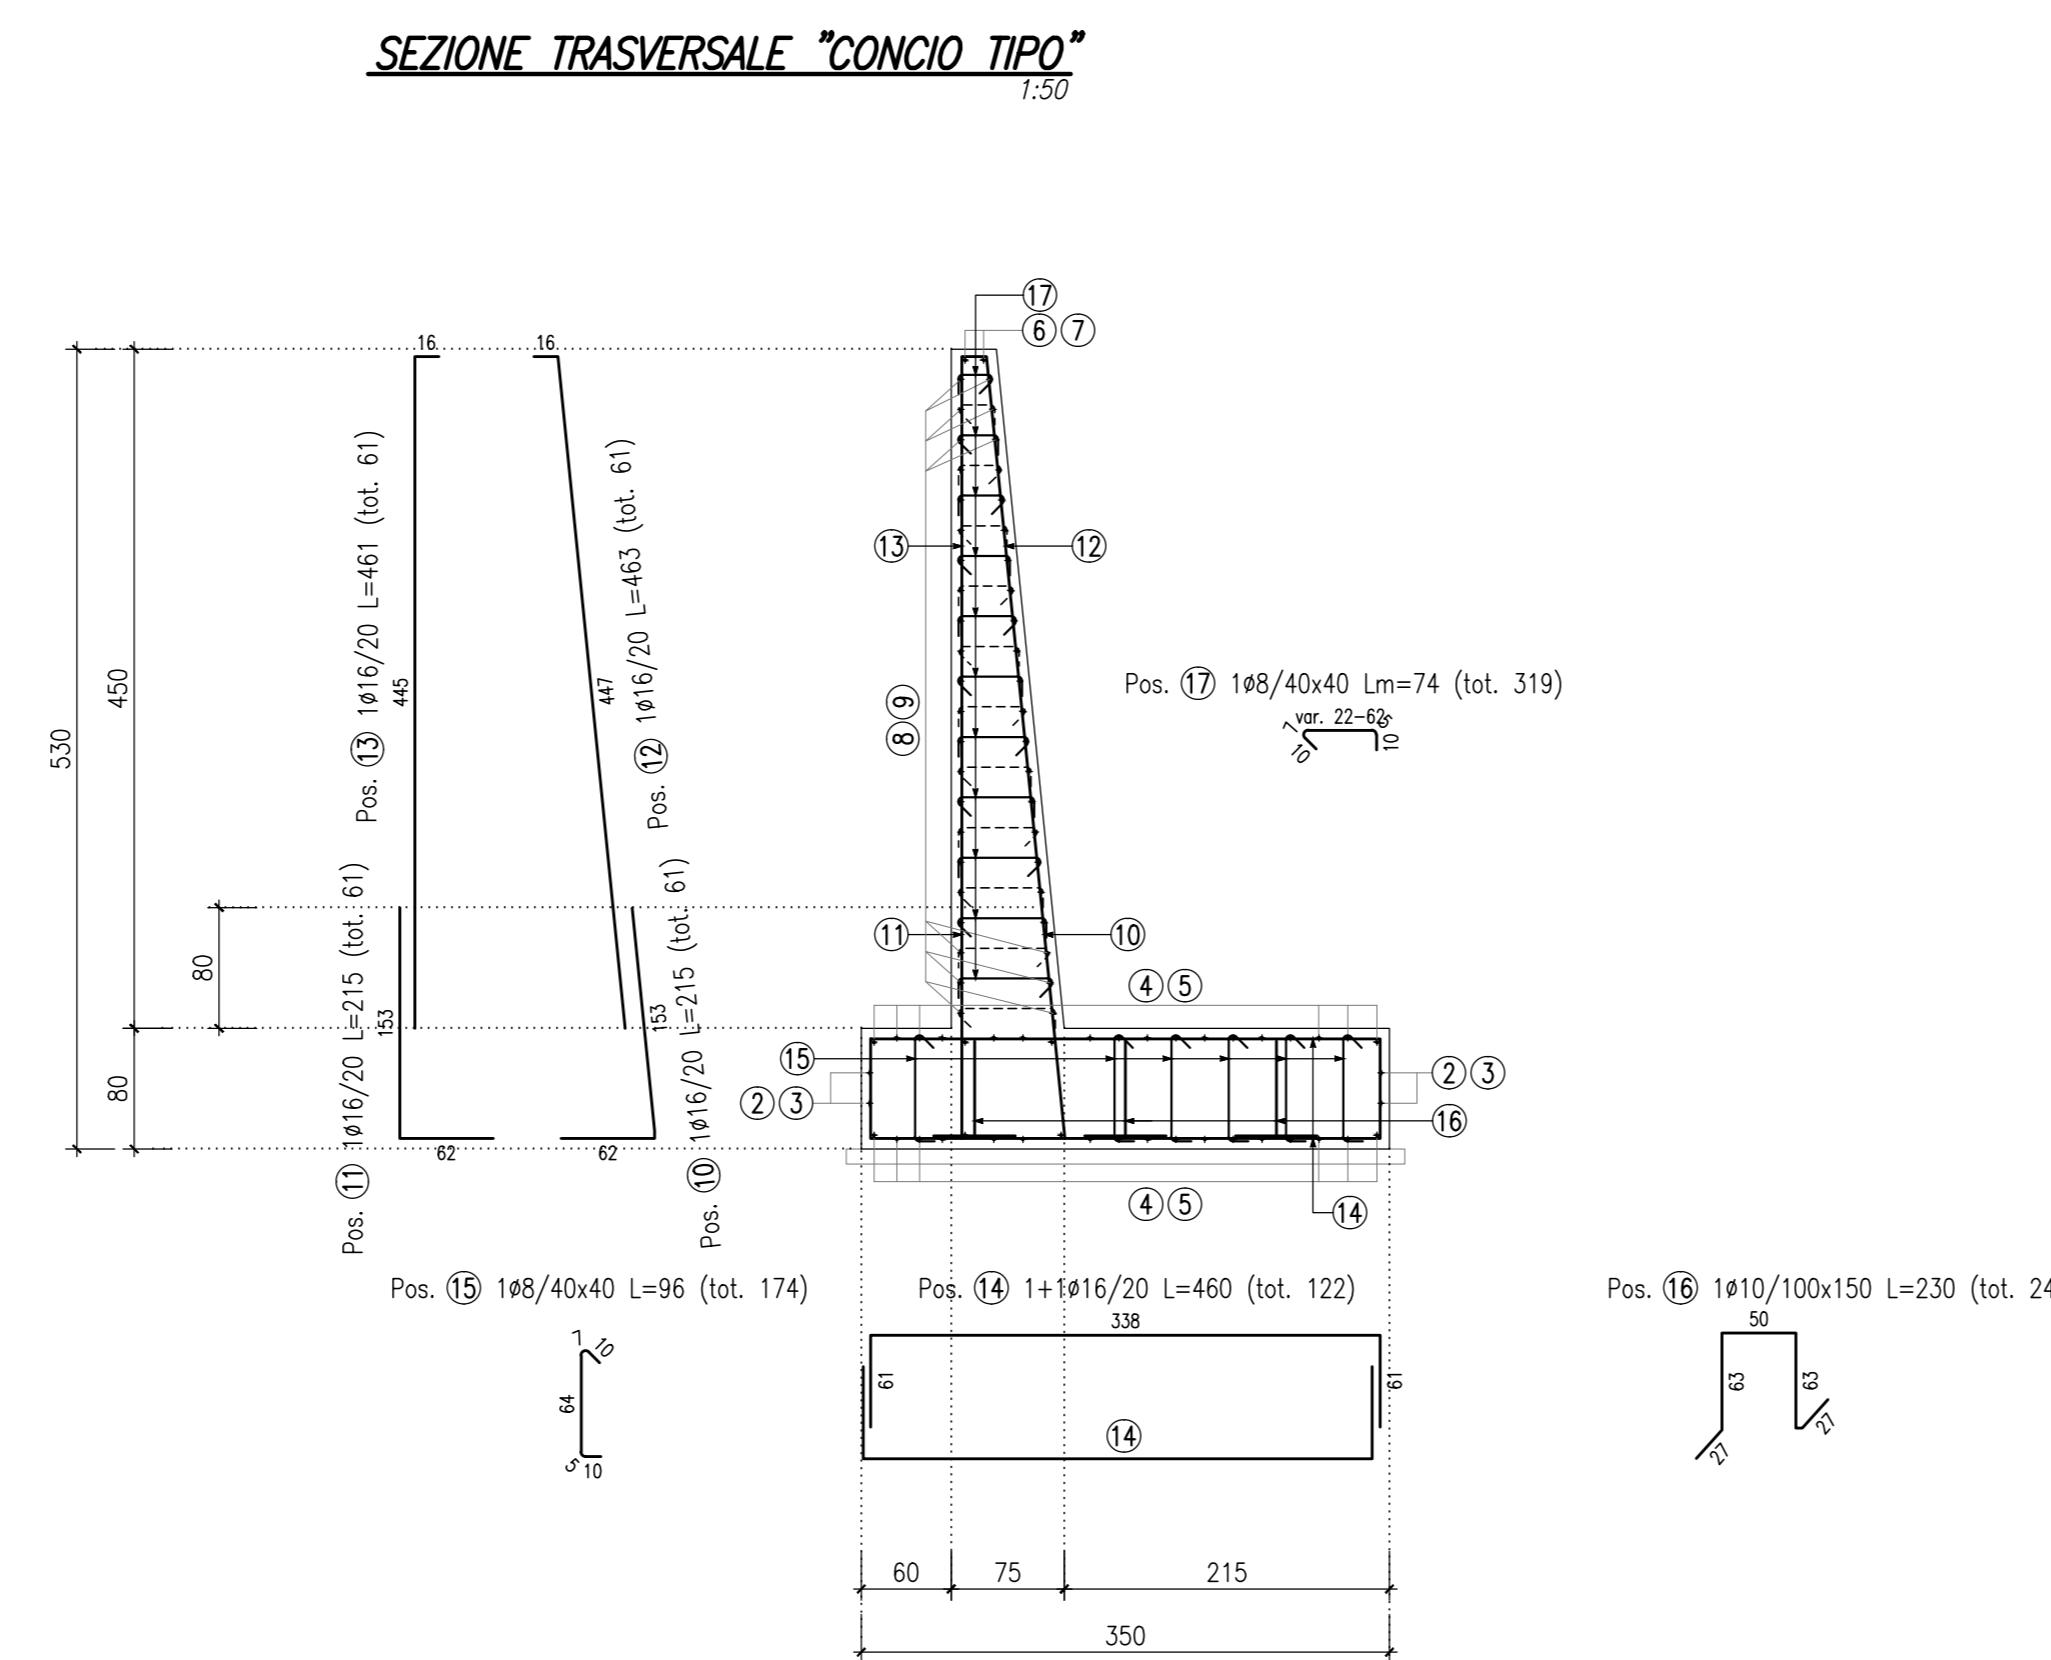 SEZIONE TRASVERSALE "CONCIO TIPO"
1:50
17
6 7
16 16
13 12
530
450
80
80
Pos. 13 1ø16/20 L=461 (tot. 61)
445
447
Pos. 12 1ø16/20 L=463 (tot. 61)
8 9
Pos. 17 1ø8/40x40 Lm=74 (tot. 319)
var. 22-62
7 10 5 10
11 10
Pos. 11 1ø16/20 L=215 (tot. 61)
153
62
153
62
Pos. 10 1ø16/20 L=215 (tot. 61)
4 5
15
2 3
2 3
16
4 5
14
Pos. 15 1ø8/40x40 L=96 (tot. 174)
7 10
64
5 10
Pos. 14 1+1ø16/20 L=460 (tot. 122)
338
61 61
14
Pos. 16 1ø10/100x150 L=230 (tot. 24
50
63 63
27 27
60 75 215
350